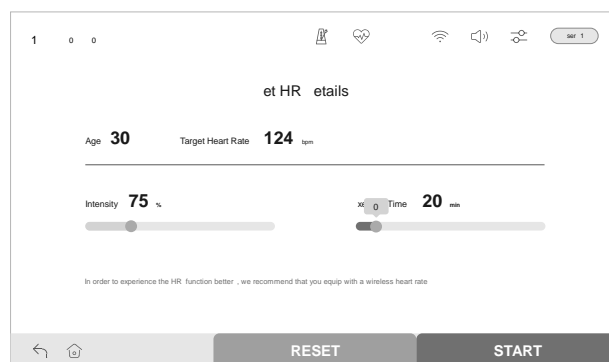 1 0 0 ser 1
et HR etails
Age 30 Target Heart Rate 124 bpm
Intensity 75 % xe Time 20 min
0
In order to experience the HR function better , we recommend that you equip with a wireless heart rate
RESET START